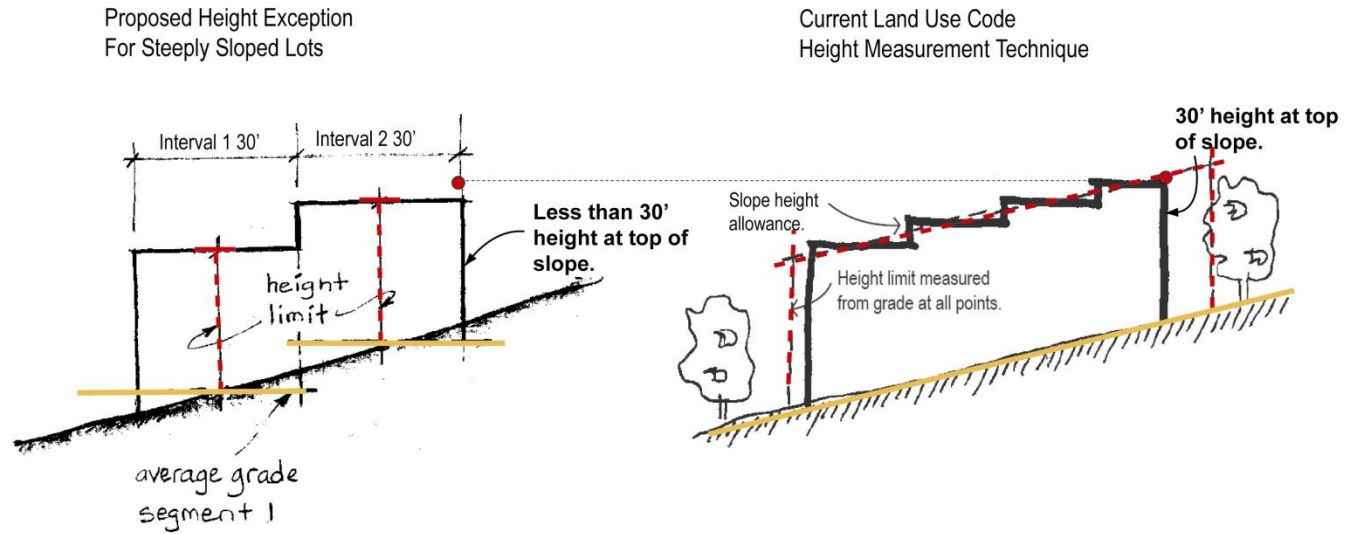 Proposed Height Exception
For Steeply Sloped Lots
Interval 1 30'
Interval 2 30'
Less than 30'
height at top of
slope.
height
limit
average grade
segment 1
Current Land Use Code
Height Measurement Technique
30' height at top
of slope.
Slope height
allowance.
Height limit measured
from grade at all points.